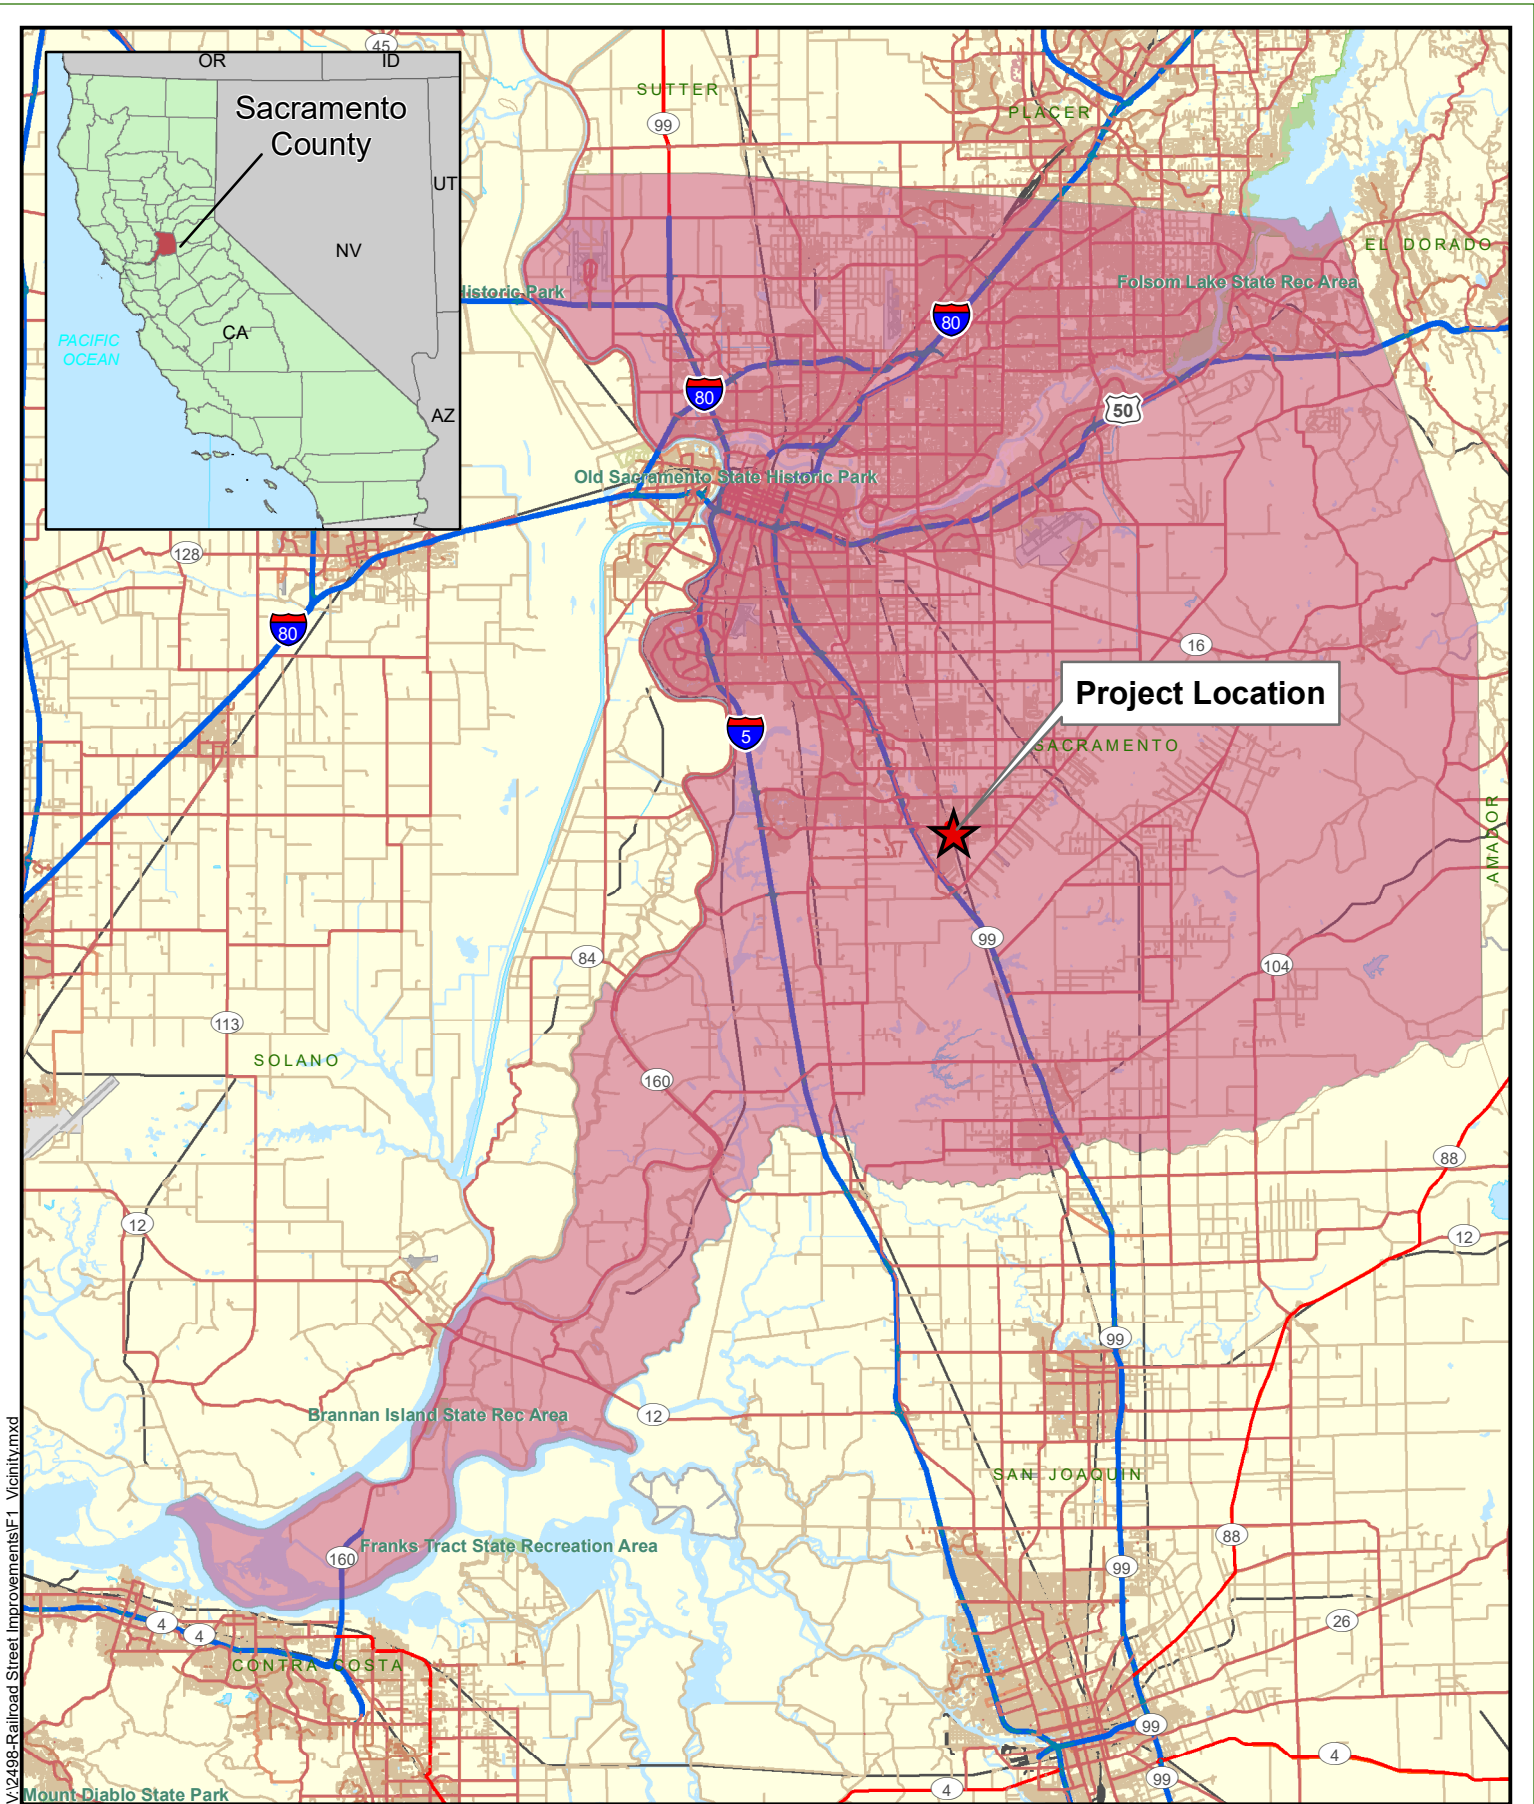 45
OR
ID
Sacramento
County
UT
NV
CA
PACIFIC
OCEAN
AZ
SUTTER
99
PLACER
EL DORADO
Historic Park
Folsom Lake State Rec Area
80
80
50
Old Sacramento State Historic Park
128
80
16
Project Location
5
SACRAMENTO
AMADOR
99
84
104
113
SOLANO
160
88
12
12
99
Brannan Island State Rec Area
12
SAN JOAQUIN
88
Franks Tract State Recreation Area
160
99
4
4
26
CONTRA COSTA
99
4
99
4
Mount Diablo State Park
V:\2498-Railroad Street Improvements\F1_Vicinity.mxd